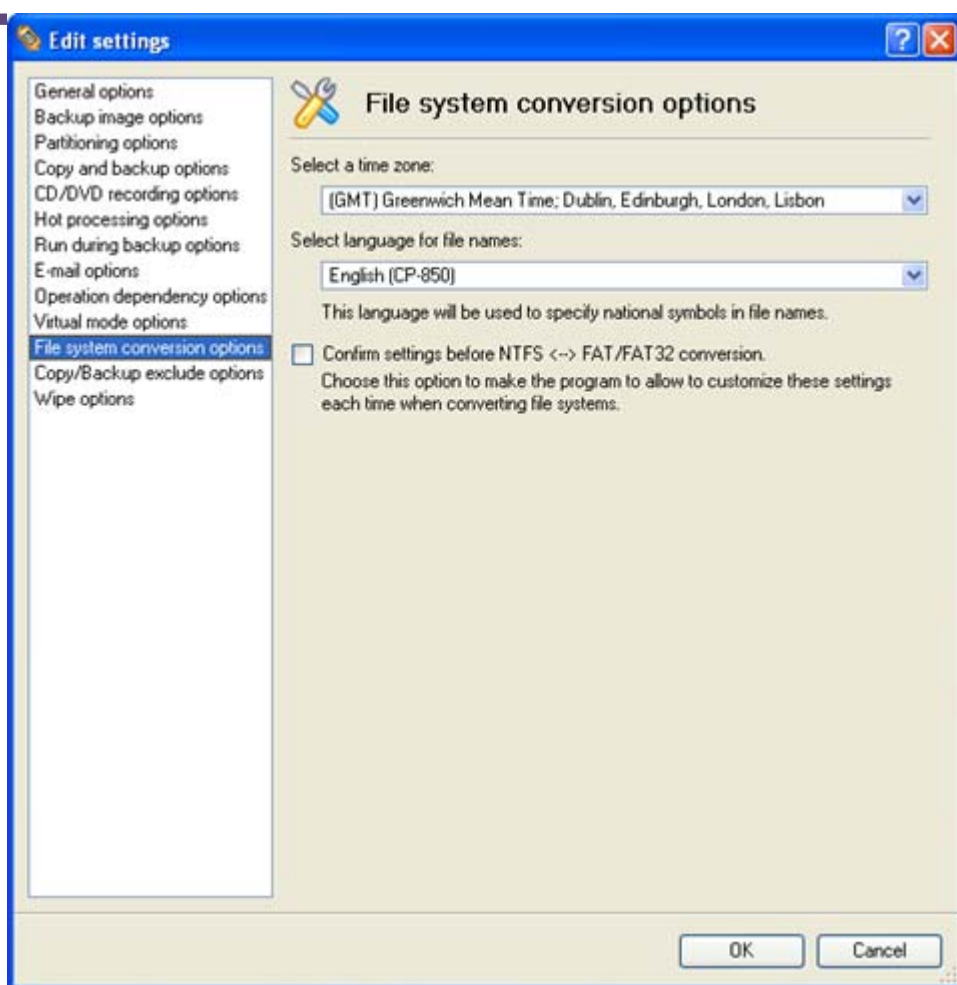 Edit settings
General options
Backup image options
Partitioning options
Copy and backup options
CD/DVD recording options
Hot processing options
Run during backup options
E-mail options
Operation dependency options
Virtual mode options
File system conversion options
Copy/Backup exclude options
Wipe options
File system conversion options
Select a time zone:
(GMT) Greenwich Mean Time; Dublin, Edinburgh, London, Lisbon
Select language for file names:
English (CP-850)
This language will be used to specify national symbols in file names.
Confirm settings before NTFS <--> FAT/FAT32 conversion.
Choose this option to make the program to allow to customize these settings
each time when converting file systems.
OK
Cancel